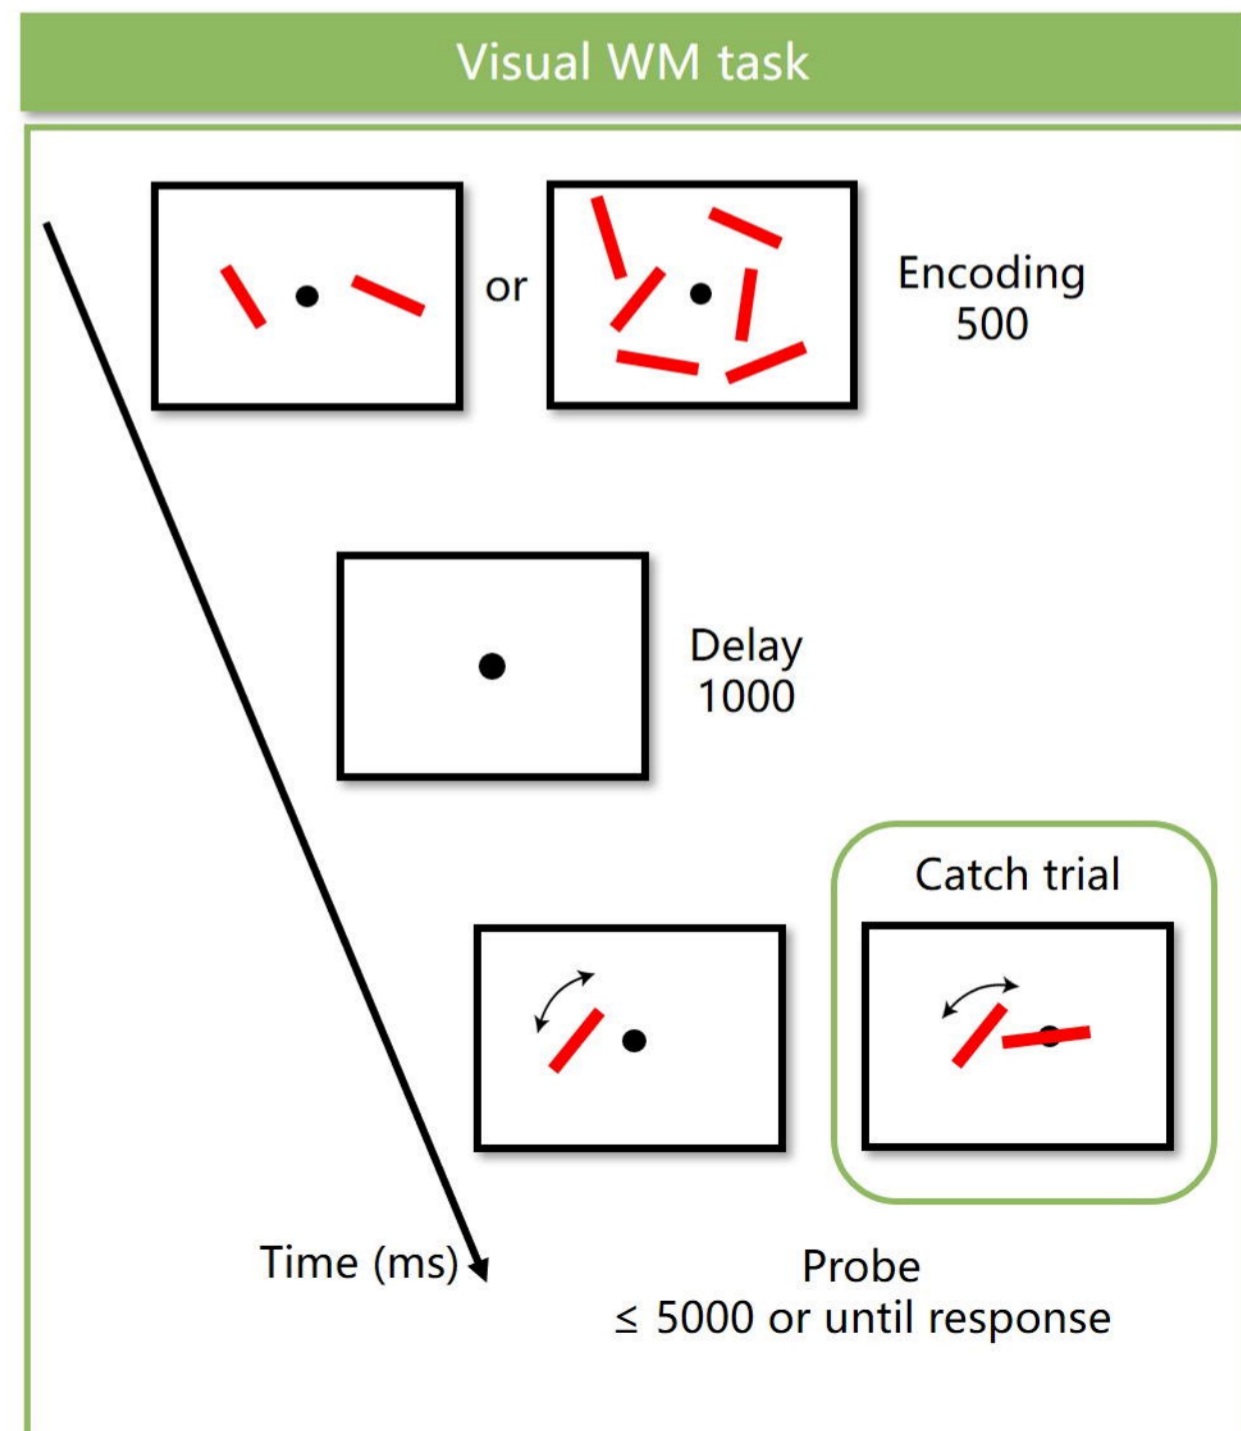 Visual WM task
or
Encoding
500
Delay
1000
Catch trial
Time (ms)
Probe
≤ 5000 or until response